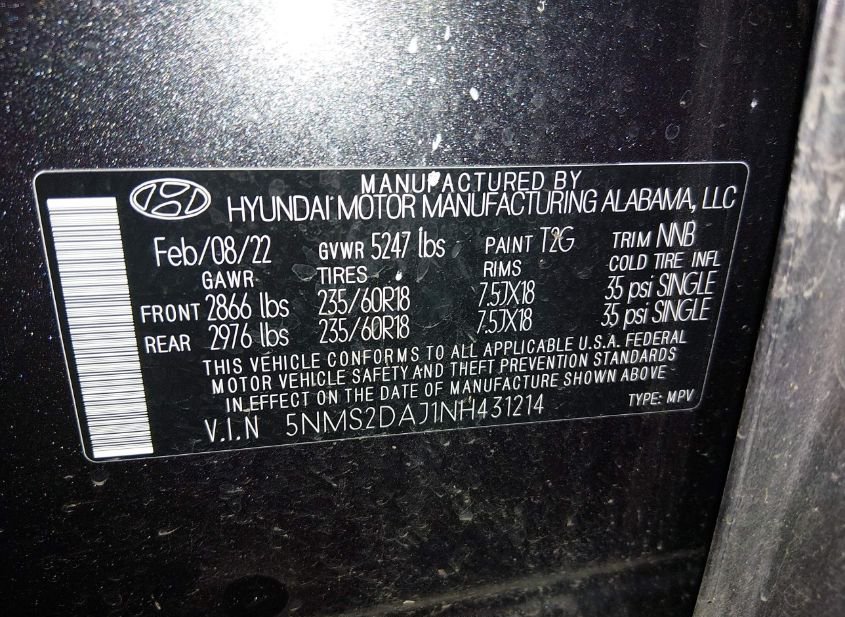 MANUFACTURED BY
HYUNDAI MOTOR MANUFACTURING ALABAMA, LLC
Feb/08/22 GVWR 5247 lbs PAINT T2G TRIM NNB
GAWR TIRES RIMS COLD TIRE INFL
FRONT 2866 lbs 235/60R18 7.5JX18 35 psi SINGLE
REAR 2976 lbs 235/60R18 7.5JX18 35 psi SINGLE
THIS VEHICLE CONFORMS TO ALL APPLICABLE U.S.A. FEDERAL
MOTOR VEHICLE SAFETY AND THEFT PREVENTION STANDARDS
IN EFFECT ON THE DATE OF MANUFACTURE SHOWN ABOVE
V.I.N 5NMS2DAJ1NH431214 TYPE: MPV